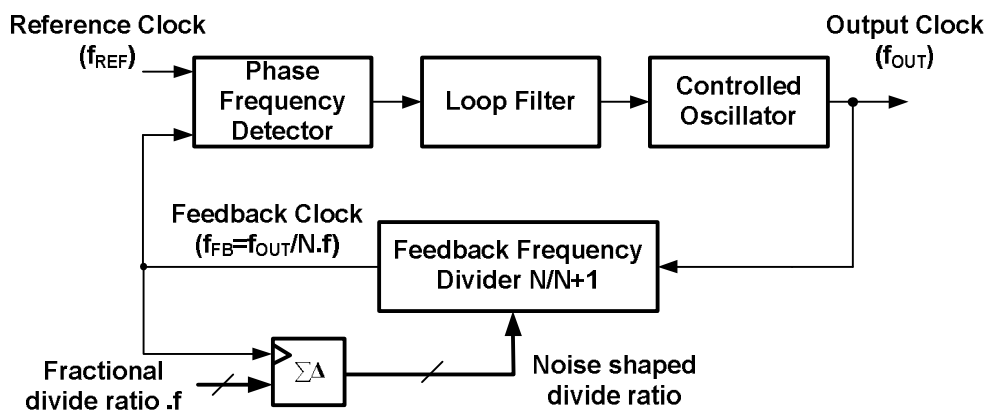 Reference Clock
(fREF)
Phase
Frequency
Detector
Loop Filter
Controlled
Oscillator
Output Clock
(fOUT)
Feedback Clock
(fFB=fOUT/N.f)
Feedback Frequency
Divider N/N+1
Fractional
divide ratio .f
ΣΔ
Noise shaped
divide ratio